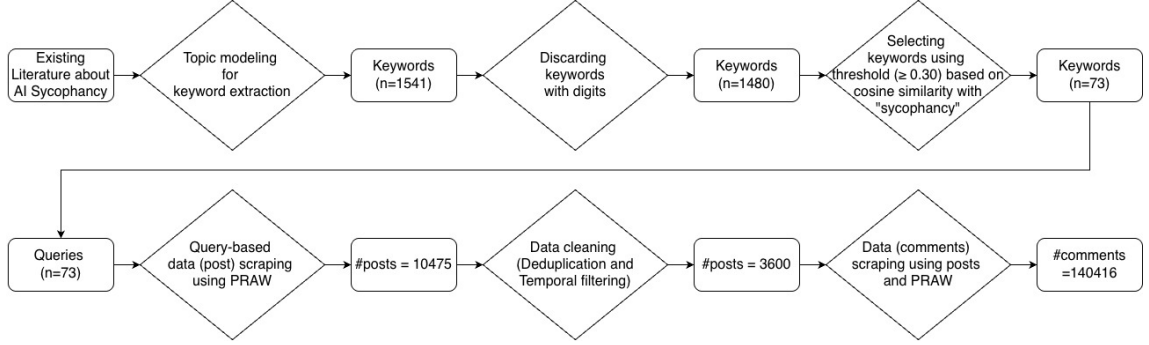 Existing
Literature about
AI Sycophancy
Topic modeling
for
keyword extraction
Keywords
(n=1541)
Discarding
keywords
with digits
Keywords
(n=1480)
Selecting
keywords using
threshold (≥ 0.30) based on
cosine similarity with
"sycophancy"
Keywords
(n=73)
Queries
(n=73)
Query-based
data (post) scraping
using PRAW
#posts = 10475
Data cleaning
(Deduplication and
Temporal filtering)
#posts = 3600
Data (comments)
scraping using posts
and PRAW
#comments
=140416